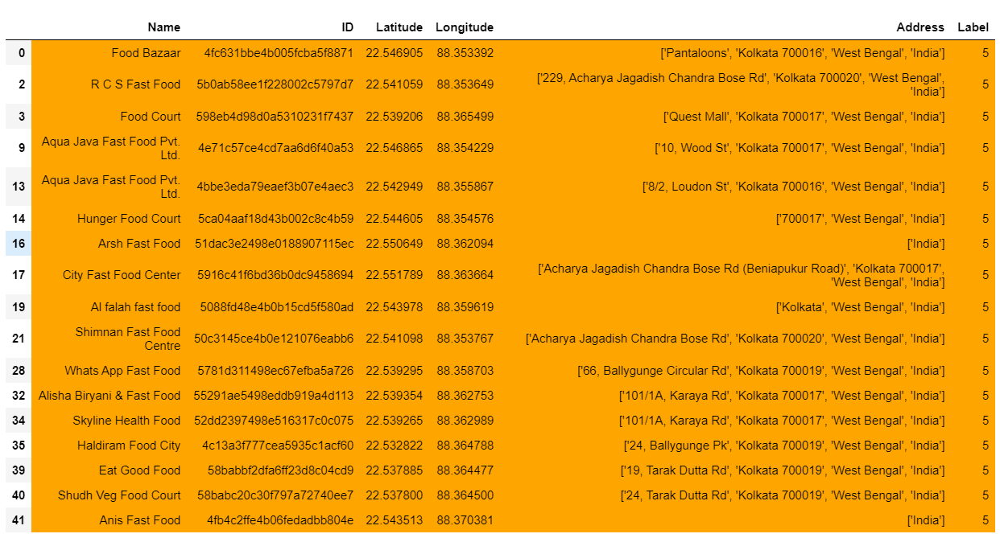 Name ID Latitude Longitude Address Label
0 Food Bazaar 4fc631bbe4b005fcba5f8871 22.546905 88.353392 ['Pantaloons', 'Kolkata 700016', 'West Bengal', 'India'] 5
2 R C S Fast Food 5b0ab58ee1f228002c5797d7 22.541059 88.353649 ['229, Acharya Jagadish Chandra Bose Rd', 'Kolkata 700020', 'West Bengal',
'India'] 5
3 Food Court 598eb4d98d0a5310231f7437 22.539206 88.365499 ['Quest Mall', 'Kolkata 700017', 'West Bengal', 'India'] 5
9 Aqua Java Fast Food Pvt.
Ltd. 4e71c57ce4cd7aa6d6f40a53 22.546865 88.354229 ['10, Wood St', 'Kolkata 700017', 'West Bengal', 'India'] 5
13 Aqua Java Fast Food Pvt.
Ltd. 4bbe3eda79eaef3b07e4aec3 22.542949 88.355867 ['8/2, Loudon St', 'Kolkata 700016', 'West Bengal', 'India'] 5
14 Hunger Food Court 5ca04aaf18d43b002c8c4b59 22.544605 88.354576 ['700017', 'West Bengal', 'India'] 5
16 Arsh Fast Food 51dac3e2498e0188907115ec 22.550649 88.362094 ['India'] 5
17 City Fast Food Center 5916c41f6bd36b0dc9458694 22.551789 88.363664 ['Acharya Jagadish Chandra Bose Rd (Beniapukur Road)', 'Kolkata 700017',
'West Bengal', 'India'] 5
19 Al falah fast food 5088fd48e4b0b15cd5f580ad 22.543978 88.359619 ['Kolkata', 'West Bengal', 'India'] 5
21 Shimnan Fast Food
Centre 50c3145ce4b0e121076eabb6 22.541098 88.353767 ['Acharya Jagadish Chandra Bose Rd', 'Kolkata 700020', 'West Bengal', 'India'] 5
28 Whats App Fast Food 5781d311498ec67efba5a726 22.539295 88.358703 ['66, Ballygunge Circular Rd', 'Kolkata 700019', 'West Bengal', 'India'] 5
32 Alisha Biryani & Fast Food 55291ae5498eddb919a4d113 22.539354 88.362753 ['101/1A, Karaya Rd', 'Kolkata 700017', 'West Bengal', 'India'] 5
34 Skyline Health Food 52dd2397498e516317c0c075 22.539265 88.362989 ['101/1A, Karaya Rd', 'Kolkata 700017', 'West Bengal', 'India'] 5
35 Haldiram Food City 4c13a3f777cea5935c1acf60 22.532822 88.364788 ['24, Ballygunge Pk', 'Kolkata 700019', 'West Bengal', 'India'] 5
39 Eat Good Food 58babbf2dfa6ff23d8c04cd9 22.537885 88.364477 ['19, Tarak Dutta Rd', 'Kolkata 700019', 'West Bengal', 'India'] 5
40 Shudh Veg Food Court 58babc20c30f797a72740ee7 22.537800 88.364500 ['24, Tarak Dutta Rd', 'Kolkata 700019', 'West Bengal', 'India'] 5
41 Anis Fast Food 4fb4c2ffe4b06fedadbb804e 22.543513 88.370381 ['India'] 5